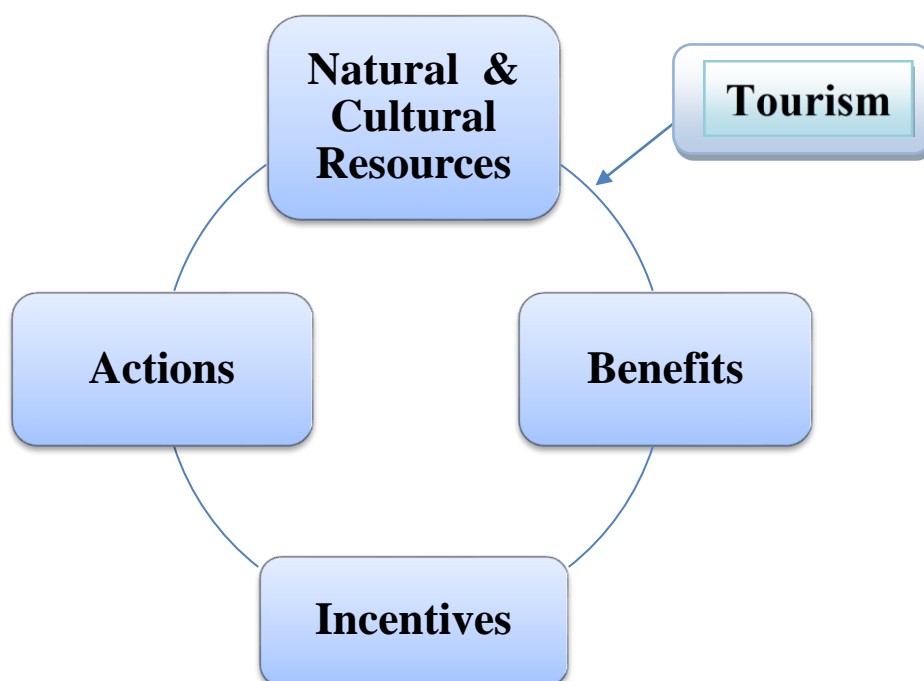 Natural &
Cultural
Resources
Tourism
Actions
Benefits
Incentives